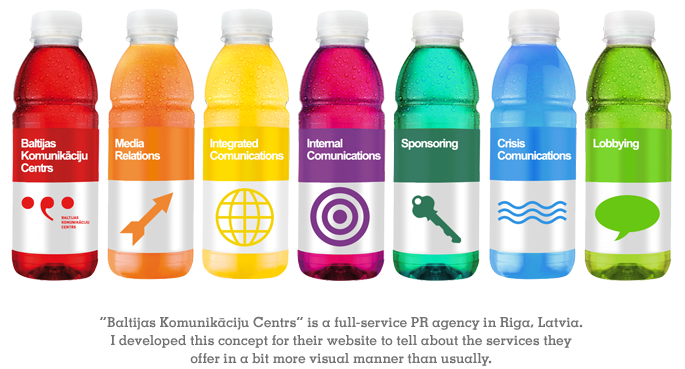 Baltijas
Komunikāciju
Centrs
BALTIJAS
KOMUNIKĀCIJU
CENTRS
Media
Relations
Integrated
Comunications
Internal
Comunications
Sponsoring
Crisis
Comunications
Lobbying
“Baltijas Komunikāciju Centrs” is a full-service PR agency in Riga, Latvia.
I developed this concept for their website to tell about the services they
offer in a bit more visual manner than usually.